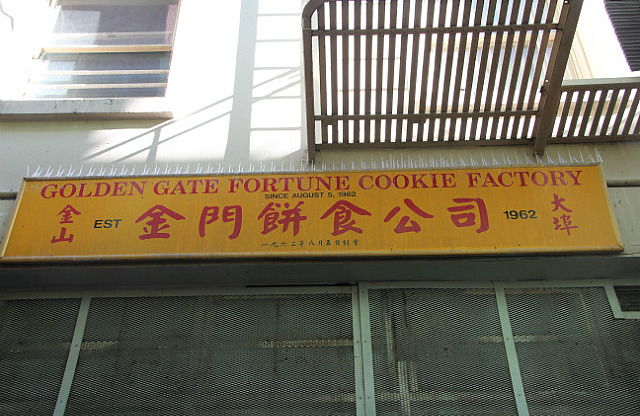 GOLDEN GATE FORTUNE COOKIE FACTORY
SINCE AUGUST 5, 1962
金山 EST 金門餅食公司 1962 大埠
一九六二年八月五日創